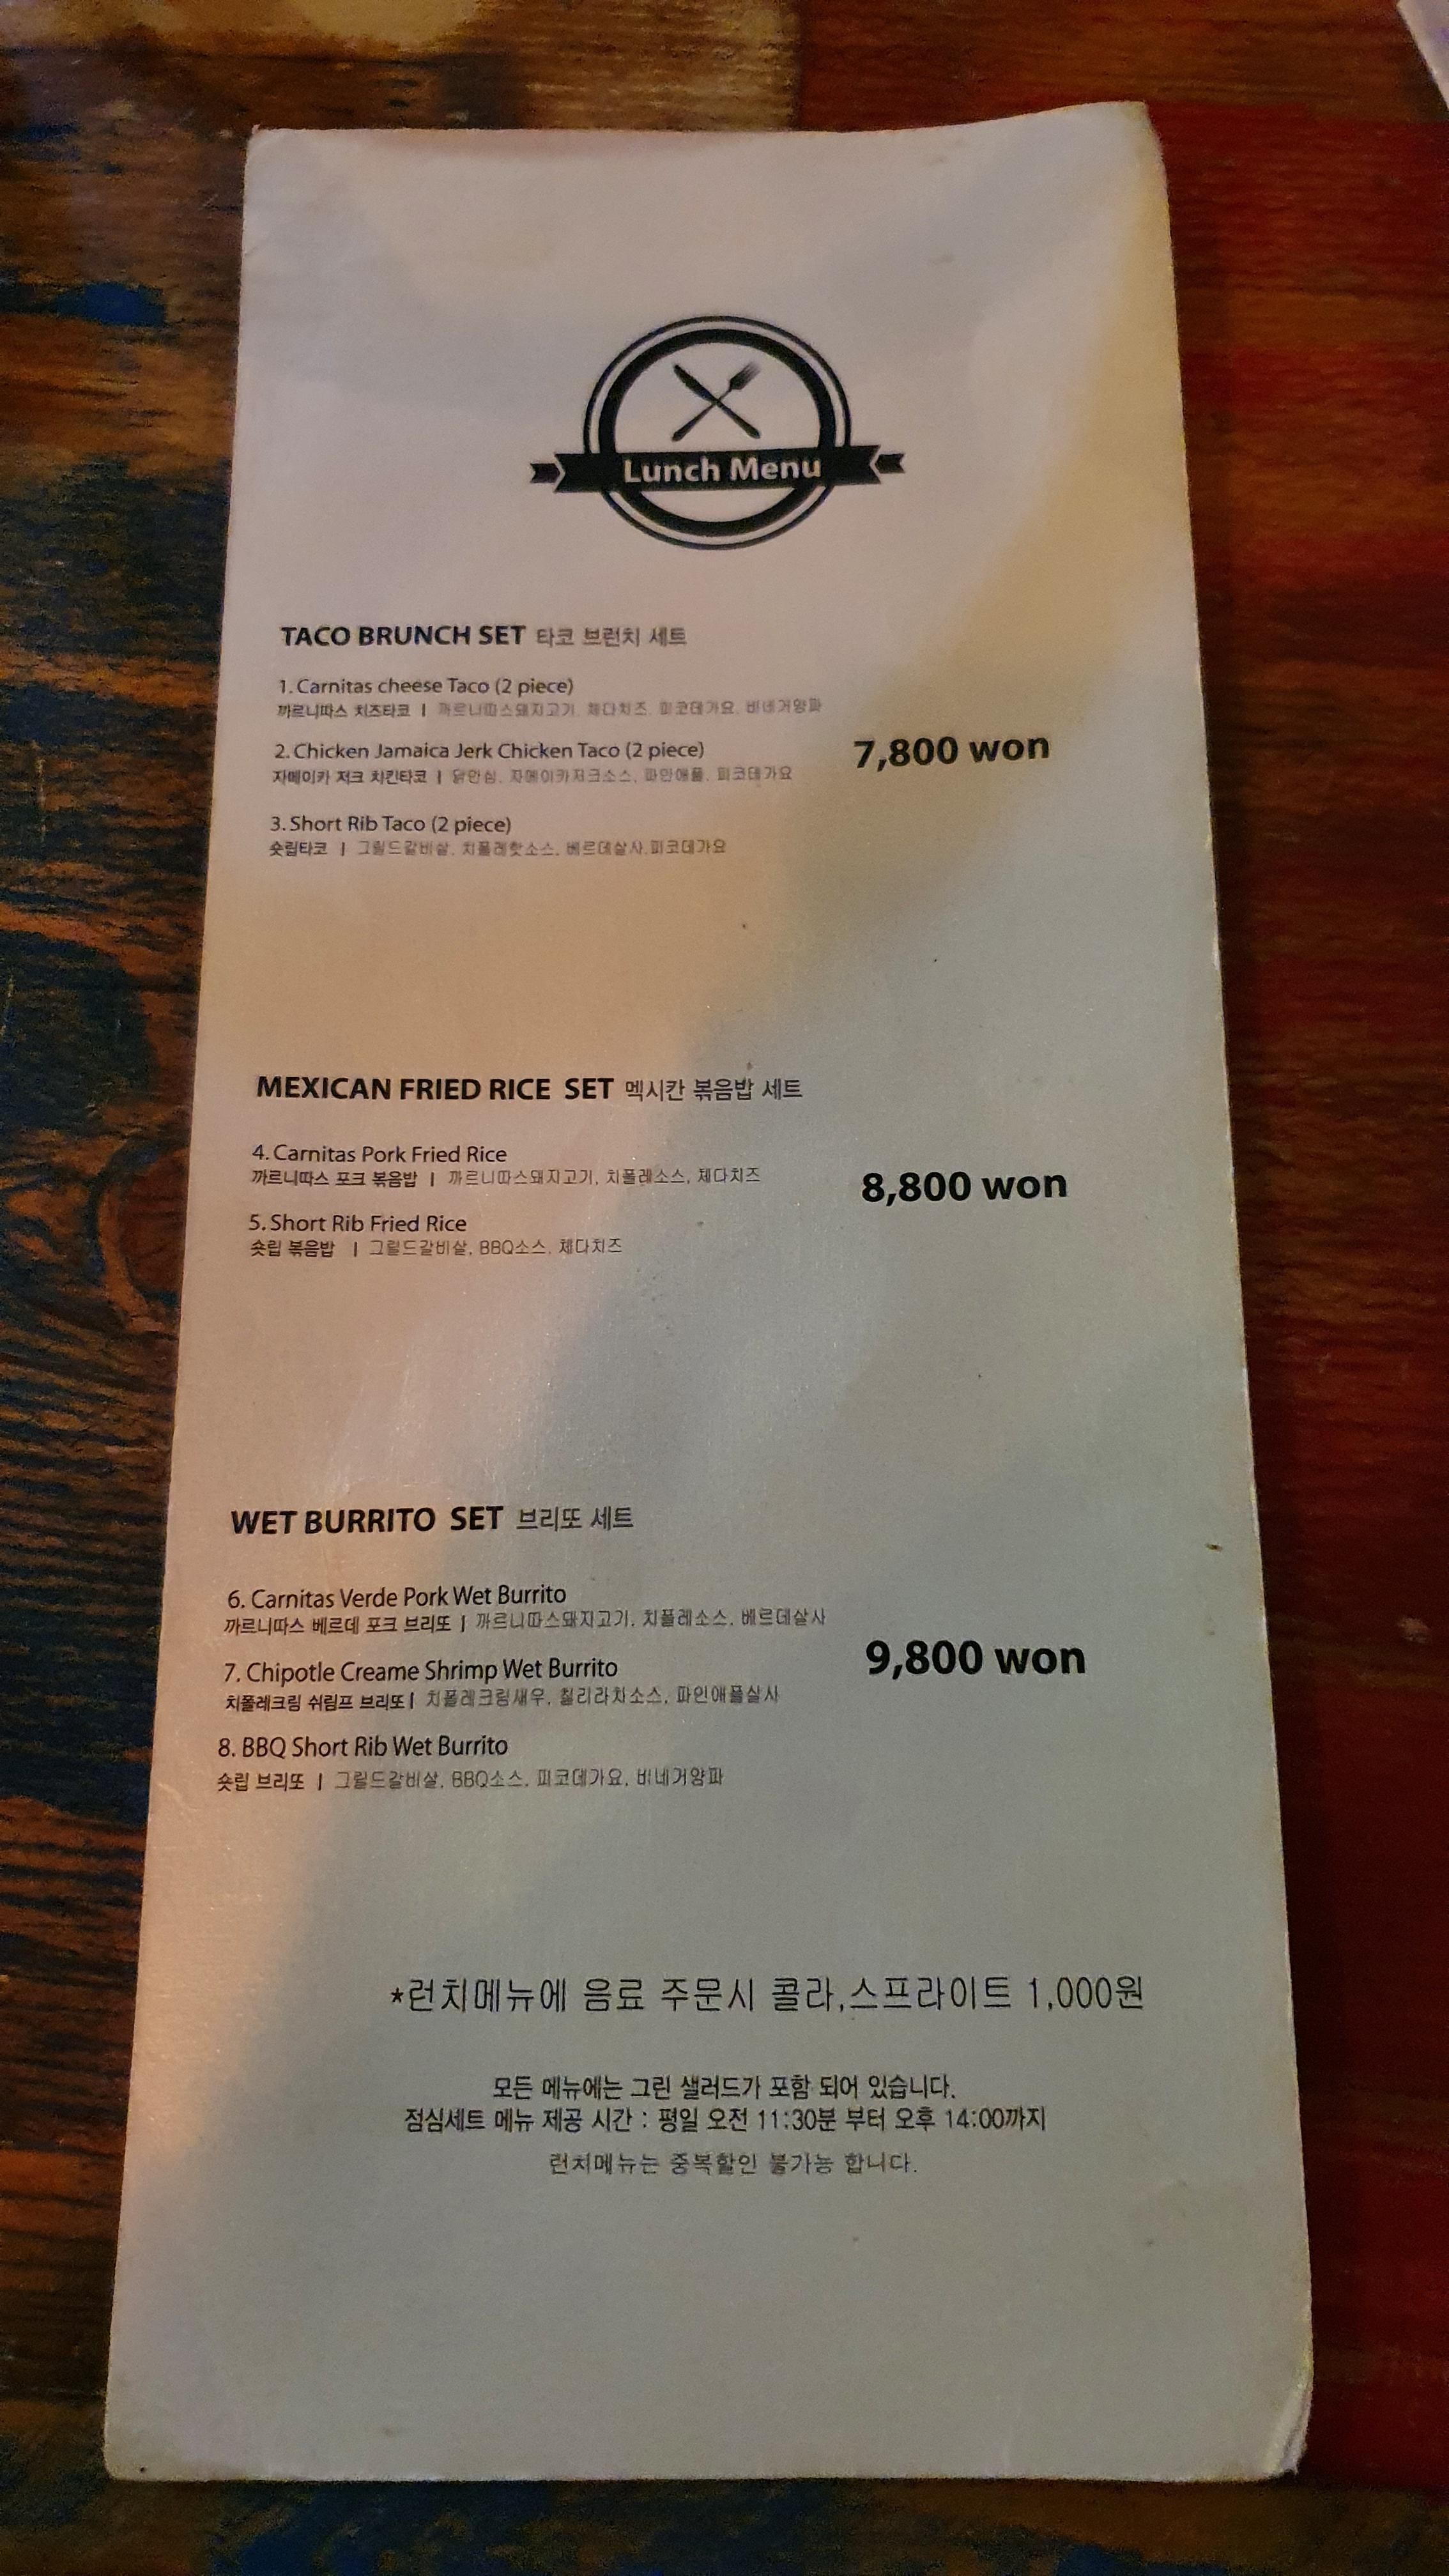 Lunch Menu
TACO BRUNCH SET 타코 브런치 세트
1. Carnitas cheese Taco (2 piece)
까르니따스 치즈타코 | 까르니따스돼지고기, 체다치즈, 피코데가요, 비네거양파
2. Chicken Jamaica Jerk Chicken Taco (2 piece)
자메이카 저크 치킨타코 | 닭안심, 자메이카저크소스, 파인애플, 피코데가요
7,800 won
3. Short Rib Taco (2 piece)
숏립타코 | 그릴드갈비살, 치폴레핫소스, 베르데살사,피코데가요
MEXICAN FRIED RICE SET 멕시칸 볶음밥 세트
4. Carnitas Pork Fried Rice
까르니따스 포크 볶음밥 | 까르니따스돼지고기, 치폴레소스, 체다치즈
8,800 won
5. Short Rib Fried Rice
숏립 볶음밥 | 그릴드갈비살, BBQ소스, 체다치즈
WET BURRITO SET 브리또 세트
6. Carnitas Verde Pork Wet Burrito
까르니따스 베르데 포크 브리또 | 까르니따스돼지고기, 치폴레소스, 베르데살사
9,800 won
7. Chipotle Creame Shrimp Wet Burrito
치폴레크림 쉬림프 브리또 | 치폴레크림새우, 칠리라차소스, 파인애플살사
8. BBQ Short Rib Wet Burrito
숏립 브리또 | 그릴드갈비살, BBQ소스, 피코데가요, 비네거양파
*런치메뉴에 음료 주문시 콜라,스프라이트 1,000원
모든 메뉴에는 그린 샐러드가 포함 되어 있습니다.
점심세트 메뉴 제공 시간 : 평일 오전 11:30분 부터 오후 14:00까지
런치메뉴는 중복할인 불가능 합니다.